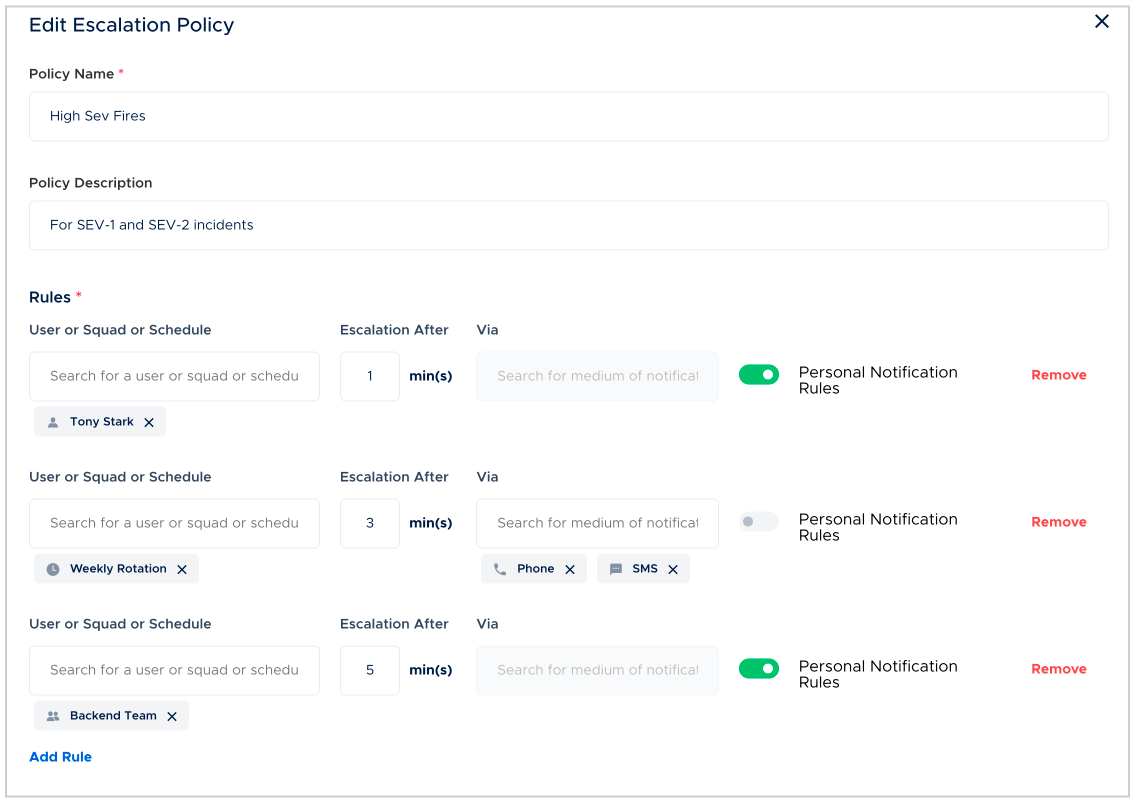 Edit Escalation Policy
Policy Name *
High Sev Fires
Policy Description
For SEV-1 and SEV-2 incidents
Rules *
User or Squad or Schedule Escalation After Via
Search for a user or squad or schedu 1 min(s) Search for medium of notificat Personal Notification Rules Remove
Tony Stark
User or Squad or Schedule Escalation After Via
Search for a user or squad or schedu 3 min(s) Search for medium of notificat Personal Notification Rules Remove
Weekly Rotation Phone SMS
User or Squad or Schedule Escalation After Via
Search for a user or squad or schedu 5 min(s) Search for medium of notificat Personal Notification Rules Remove
Backend Team
Add Rule